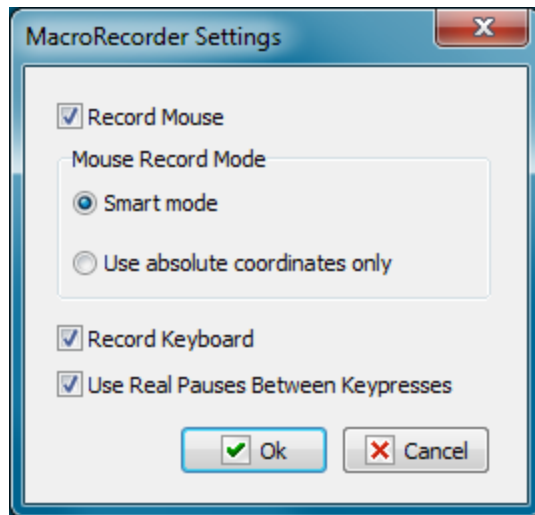 MacroRecorder Settings
Record Mouse
Mouse Record Mode
Smart mode
Use absolute coordinates only
Record Keyboard
Use Real Pauses Between Keypresses
Ok Cancel